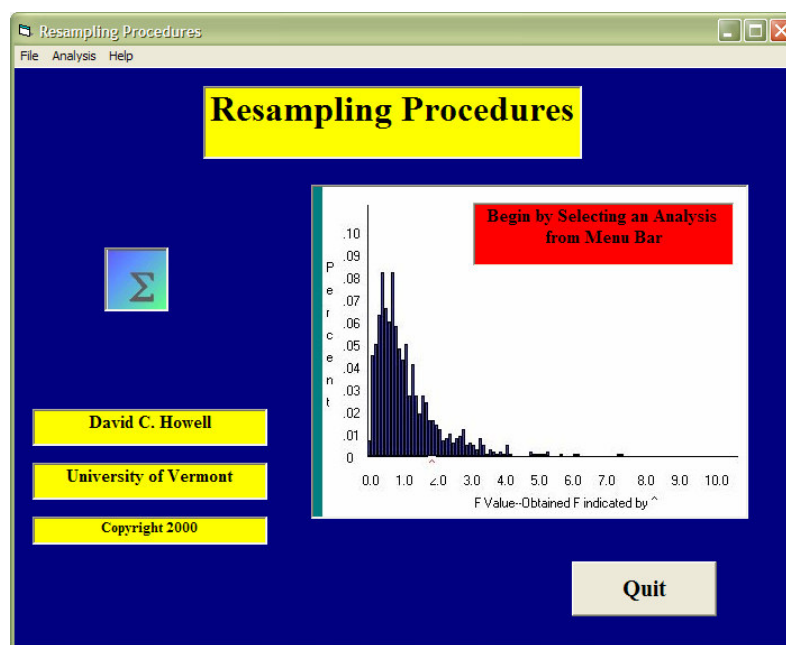 Resampling Procedures
File Analysis Help
Resampling Procedures
Begin by Selecting an Analysis
from Menu Bar
Σ
Percent
.10
.09
.08
.07
.06
.05
.04
.03
.02
.01
0
^
0.0 1.0 2.0 3.0 4.0 5.0 6.0 7.0 8.0 9.0 10.0
F Value--Obtained F indicated by ^
David C. Howell
University of Vermont
Copyright 2000
Quit